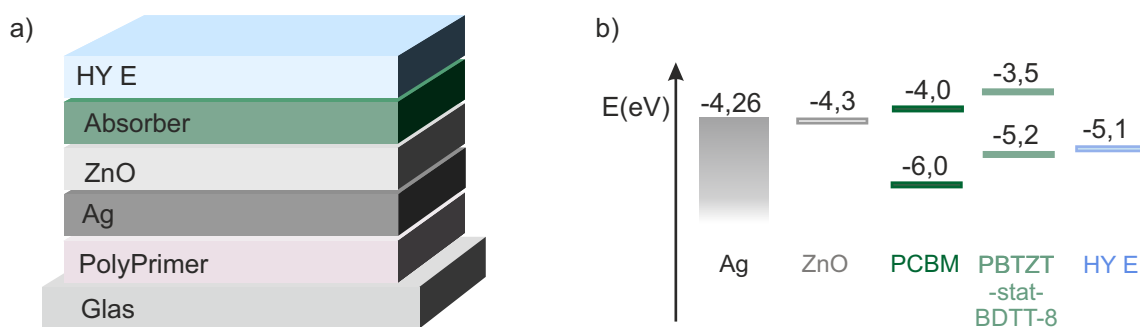 a)
HY E
Absorber
ZnO
Ag
PolyPrimer
Glas
b)
E(eV)
-4,26
-4,3
-4,0
-6,0
-3,5
-5,2
-5,1
Ag
ZnO
PCBM
PBTZT
-stat-
BDTT-8
HY E